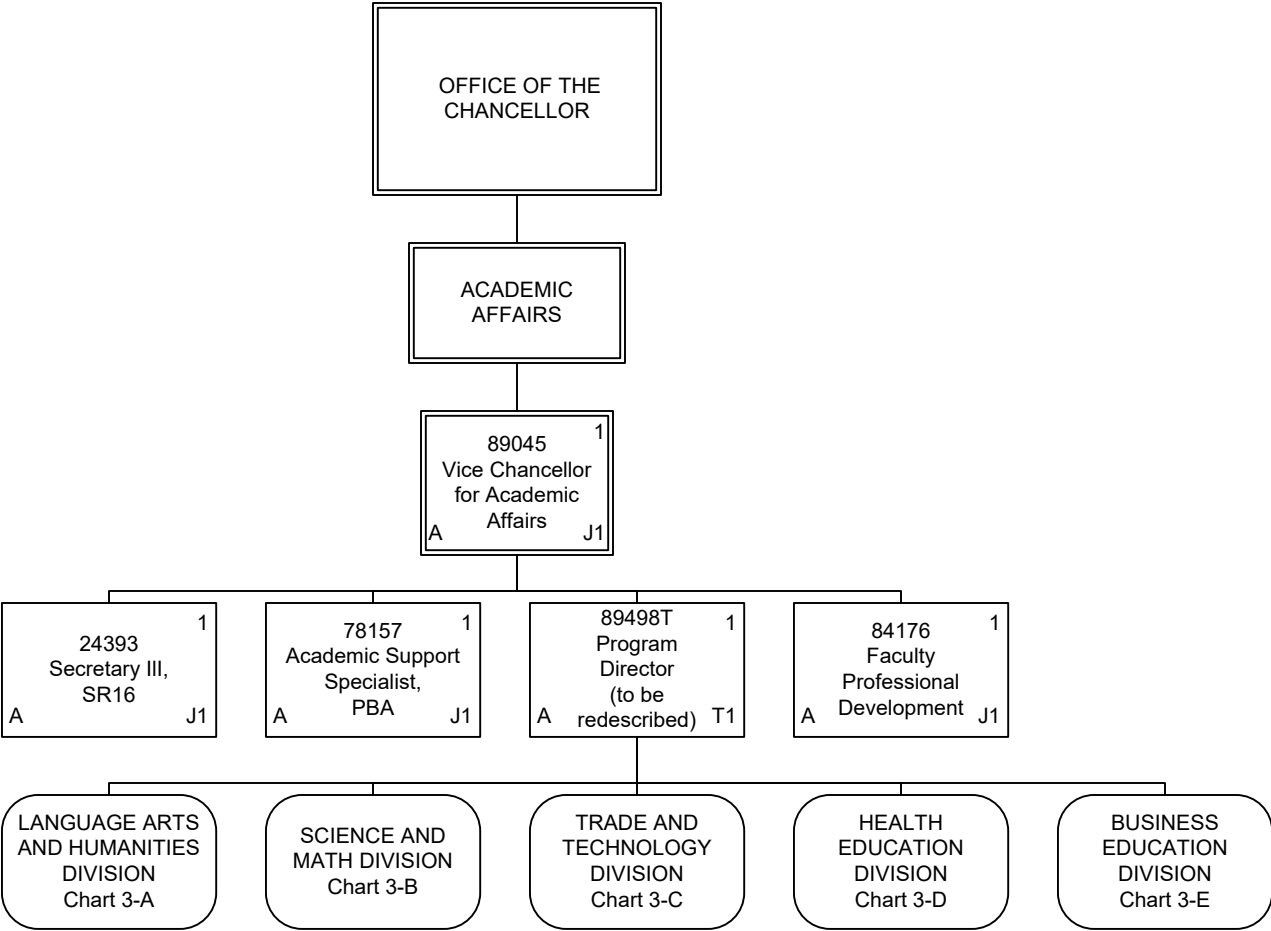 OFFICE OF THE
CHANCELLOR
ACADEMIC
AFFAIRS
1
89045
Vice Chancellor
for Academic
Affairs
A
J1
1
24393
Secretary III,
SR16
A
J1
1
78157
Academic Support
Specialist,
PBA
A
J1
1
89498T
Program
Director
(to be
redescribed)
A
T1
1
84176
Faculty
Professional
Development
A
J1
LANGUAGE ARTS
AND HUMANITIES
DIVISION
Chart 3-A
SCIENCE AND
MATH DIVISION
Chart 3-B
TRADE AND
TECHNOLOGY
DIVISION
Chart 3-C
HEALTH
EDUCATION
DIVISION
Chart 3-D
BUSINESS
EDUCATION
DIVISION
Chart 3-E